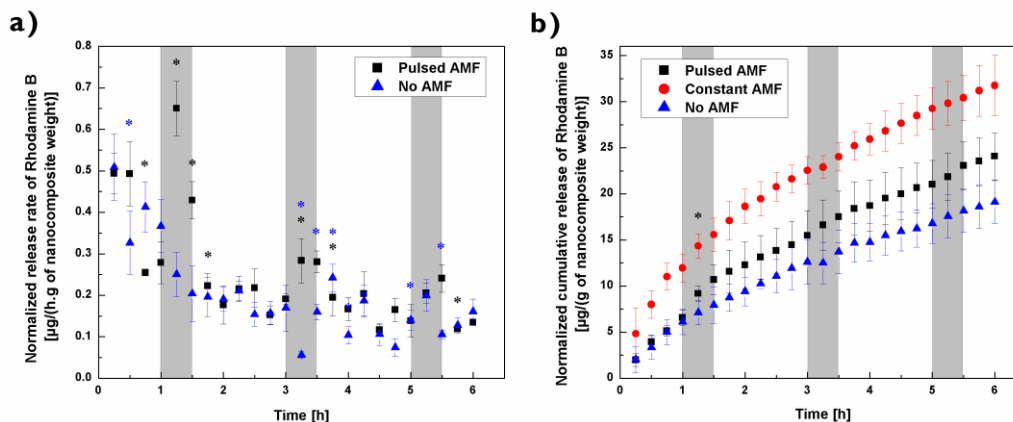 a)
Normalized release rate of Rhodamine B
[µg/(h.g of nanocomposite weight)]
0.8
0.7
0.6
0.5
0.4
0.3
0.2
0.1
0.0
Pulsed AMF
No AMF
*
*
*
*
*
*
*
*
*
*
*
*
*
0 1 2 3 4 5 6
Time [h]
b)
Normalized cumulative release of Rhodamine B
[µg/(g of nanocomposite weight)]
35
30
25
20
15
10
5
0
Pulsed AMF
Constant AMF
No AMF
*
0 1 2 3 4 5 6
Time [h]